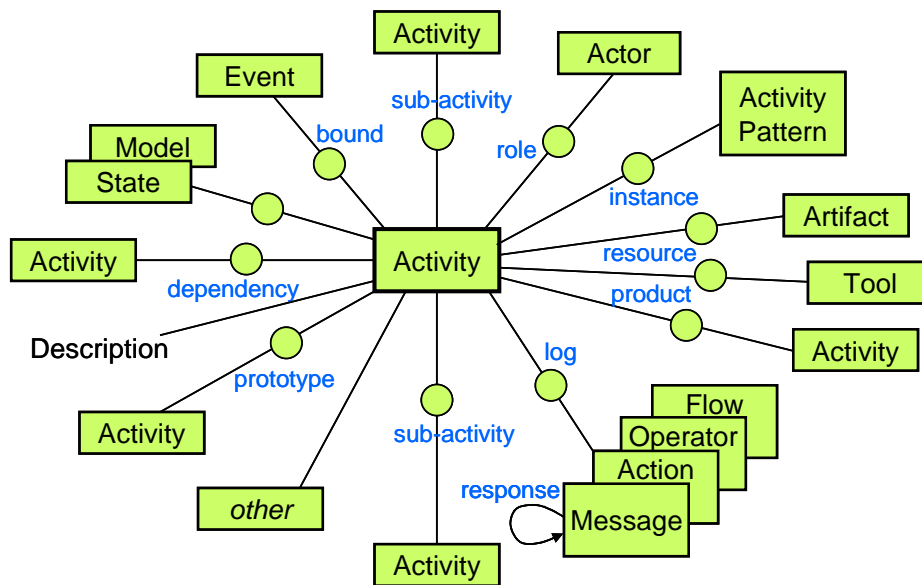 Activity
Event
Actor
sub-activity
Activity
Pattern
bound
role
Model
State
instance
Artifact
Activity
Activity
resource
Tool
dependency
product
Description
Activity
log
prototype
Activity
Flow
sub-activity
Operator
Action
response
other
Message
Activity